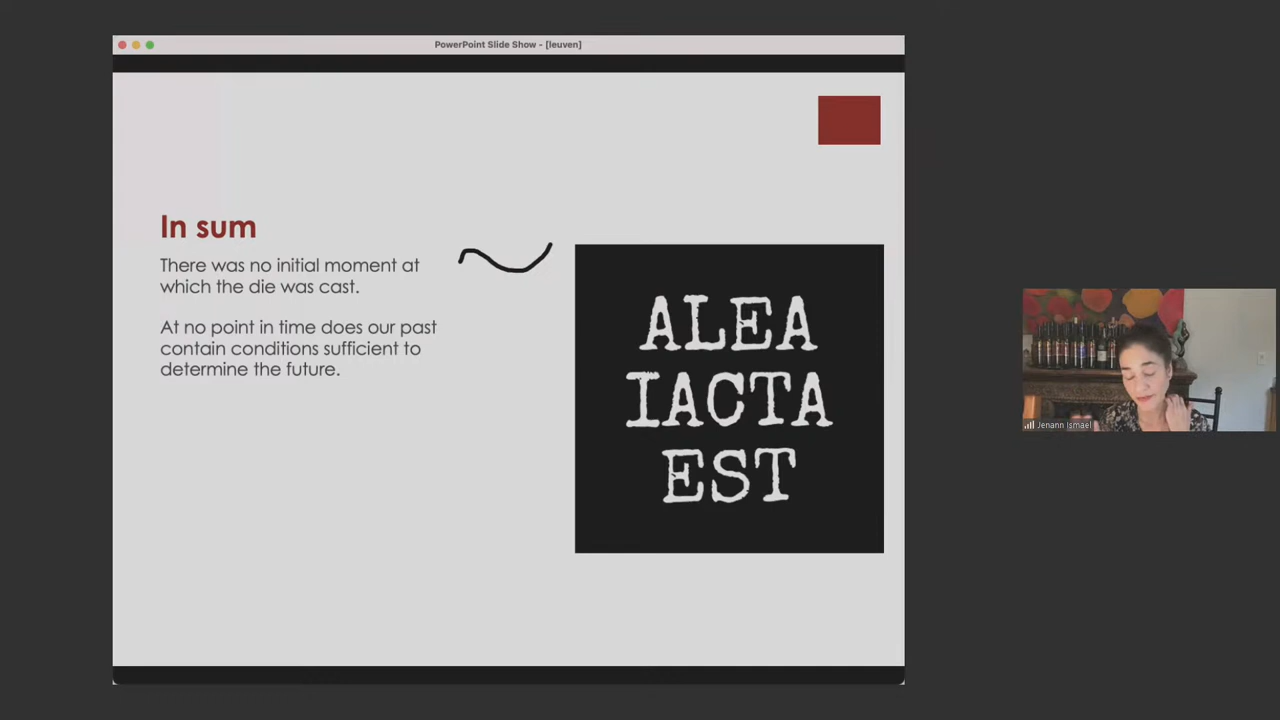 PowerPoint Slide Show - [leuven]
In sum
There was no initial moment at
which the die was cast.
At no point in time does our past
contain conditions sufficient to
determine the future.
ALEA
IACTA
EST
Jenann Ismael